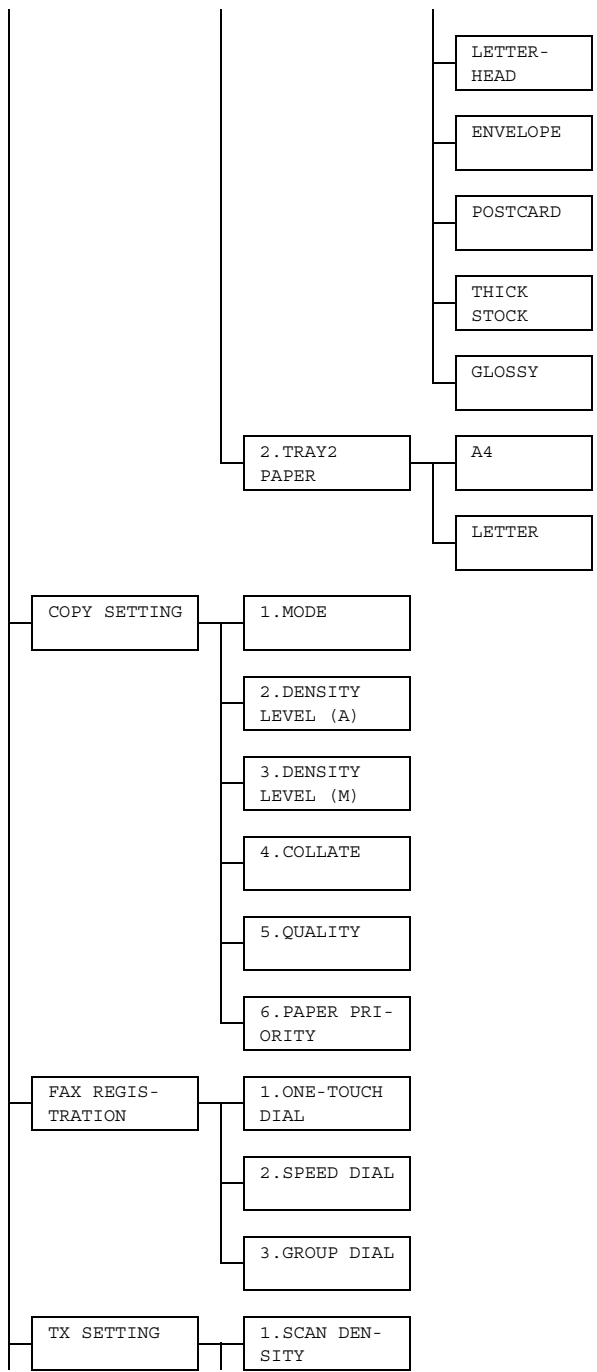 LETTER-
HEAD
ENVELOPE
POSTCARD
THICK
STOCK
GLOSSY
2.TRAY2
PAPER
A4
LETTER
COPY SETTING
1.MODE
2.DENSITY
LEVEL (A)
3.DENSITY
LEVEL (M)
4.COLLATE
5.QUALITY
6.PAPER PRI-
ORITY
FAX REGIS-
TRATION
1.ONE-TOUCH
DIAL
2.SPEED DIAL
3.GROUP DIAL
TX SETTING
1.SCAN DEN-
SITY